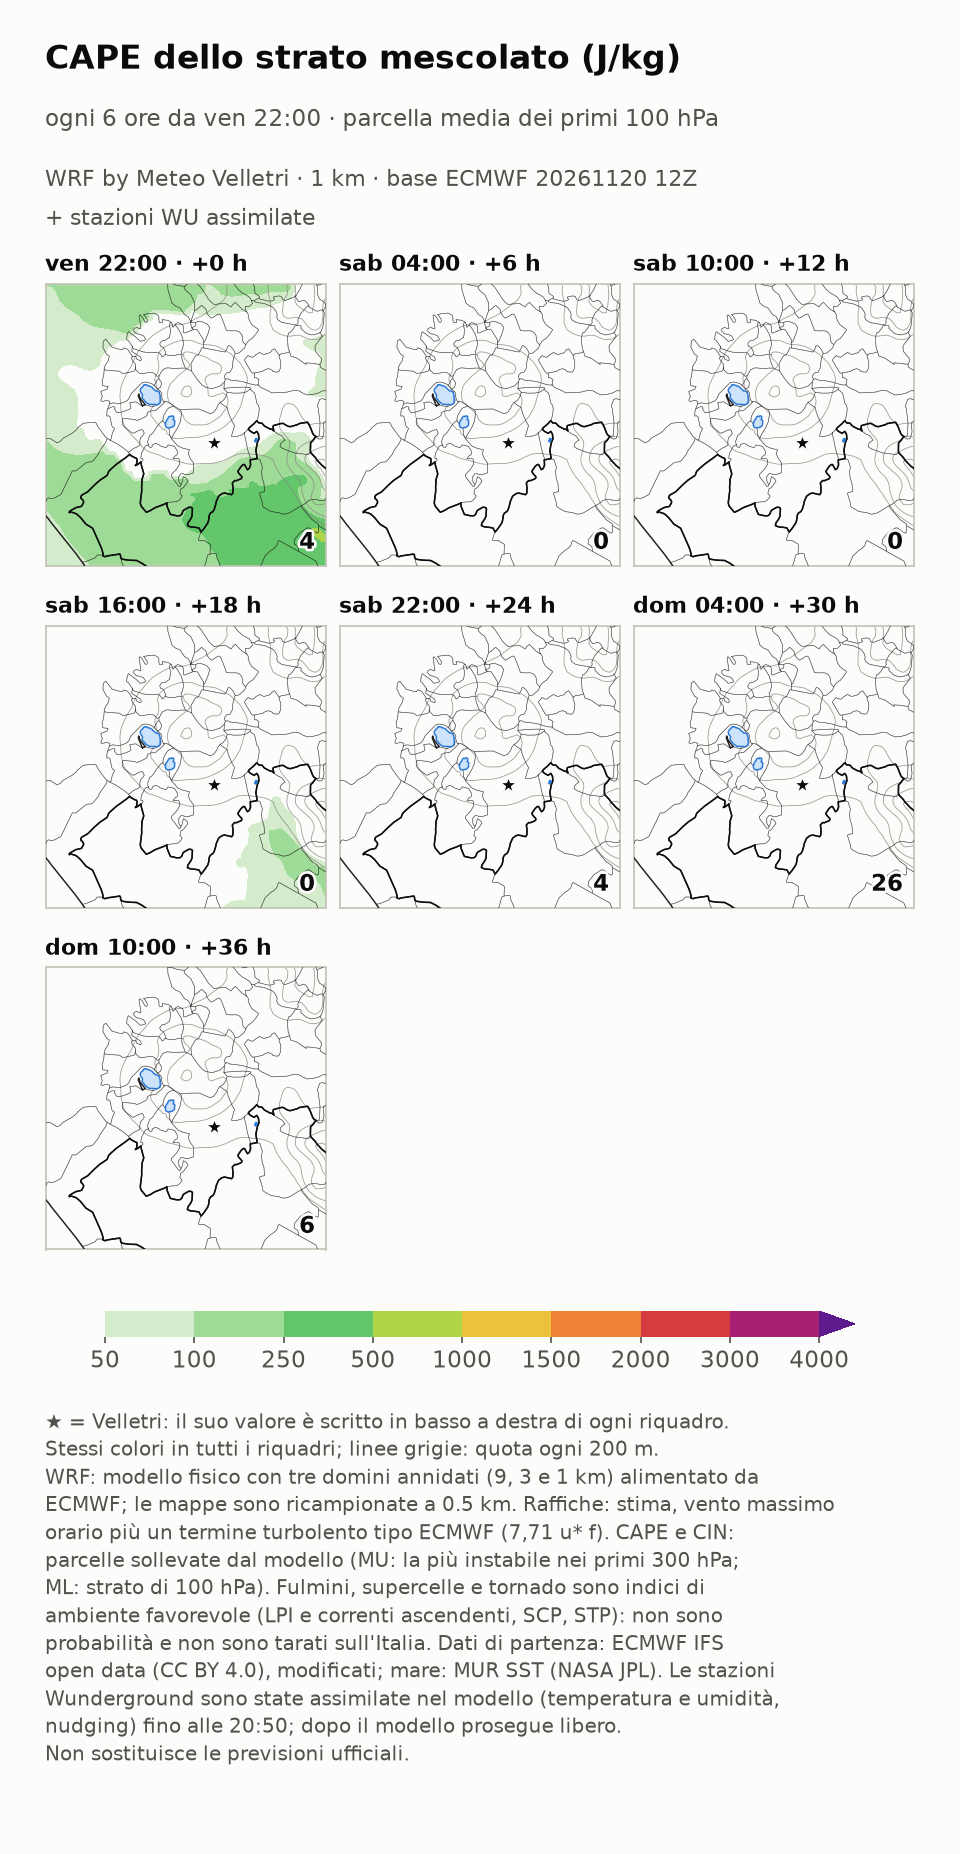 CAPE dello strato mescolato (J/kg)
ogni 6 ore da ven 22:00 · parcella media dei primi 100 hPa
WRF by Meteo Velletri · 1 km · base ECMWF 20261120 12Z
+ stazioni WU assimilate
ven 22:00 · +0 h
sab 04:00 · +6 h
sab 10:00 · +12 h
4
0
0
sab 16:00 · +18 h
sab 22:00 · +24 h
dom 04:00 · +30 h
0
4
26
dom 10:00 · +36 h
6
50 100 250 500 1000 1500 2000 3000 4000
★ = Velletri: il suo valore è scritto in basso a destra di ogni riquadro.
Stessi colori in tutti i riquadri; linee grigie: quota ogni 200 m.
WRF: modello fisico con tre domini annidati (9, 3 e 1 km) alimentato da
ECMWF; le mappe sono ricampionate a 0.5 km. Raffiche: stima, vento massimo
orario più un termine turbolento tipo ECMWF (7,71 u* f). CAPE e CIN:
parcelle sollevate dal modello (MU: la più instabile nei primi 300 hPa;
ML: strato di 100 hPa). Fulmini, supercelle e tornado sono indici di
ambiente favorevole (LPI e correnti ascendenti, SCP, STP): non sono
probabilità e non sono tarati sull'Italia. Dati di partenza: ECMWF IFS
open data (CC BY 4.0), modificati; mare: MUR SST (NASA JPL). Le stazioni
Wunderground sono state assimilate nel modello (temperatura e umidità,
nudging) fino alle 20:50; dopo il modello prosegue libero.
Non sostituisce le previsioni ufficiali.